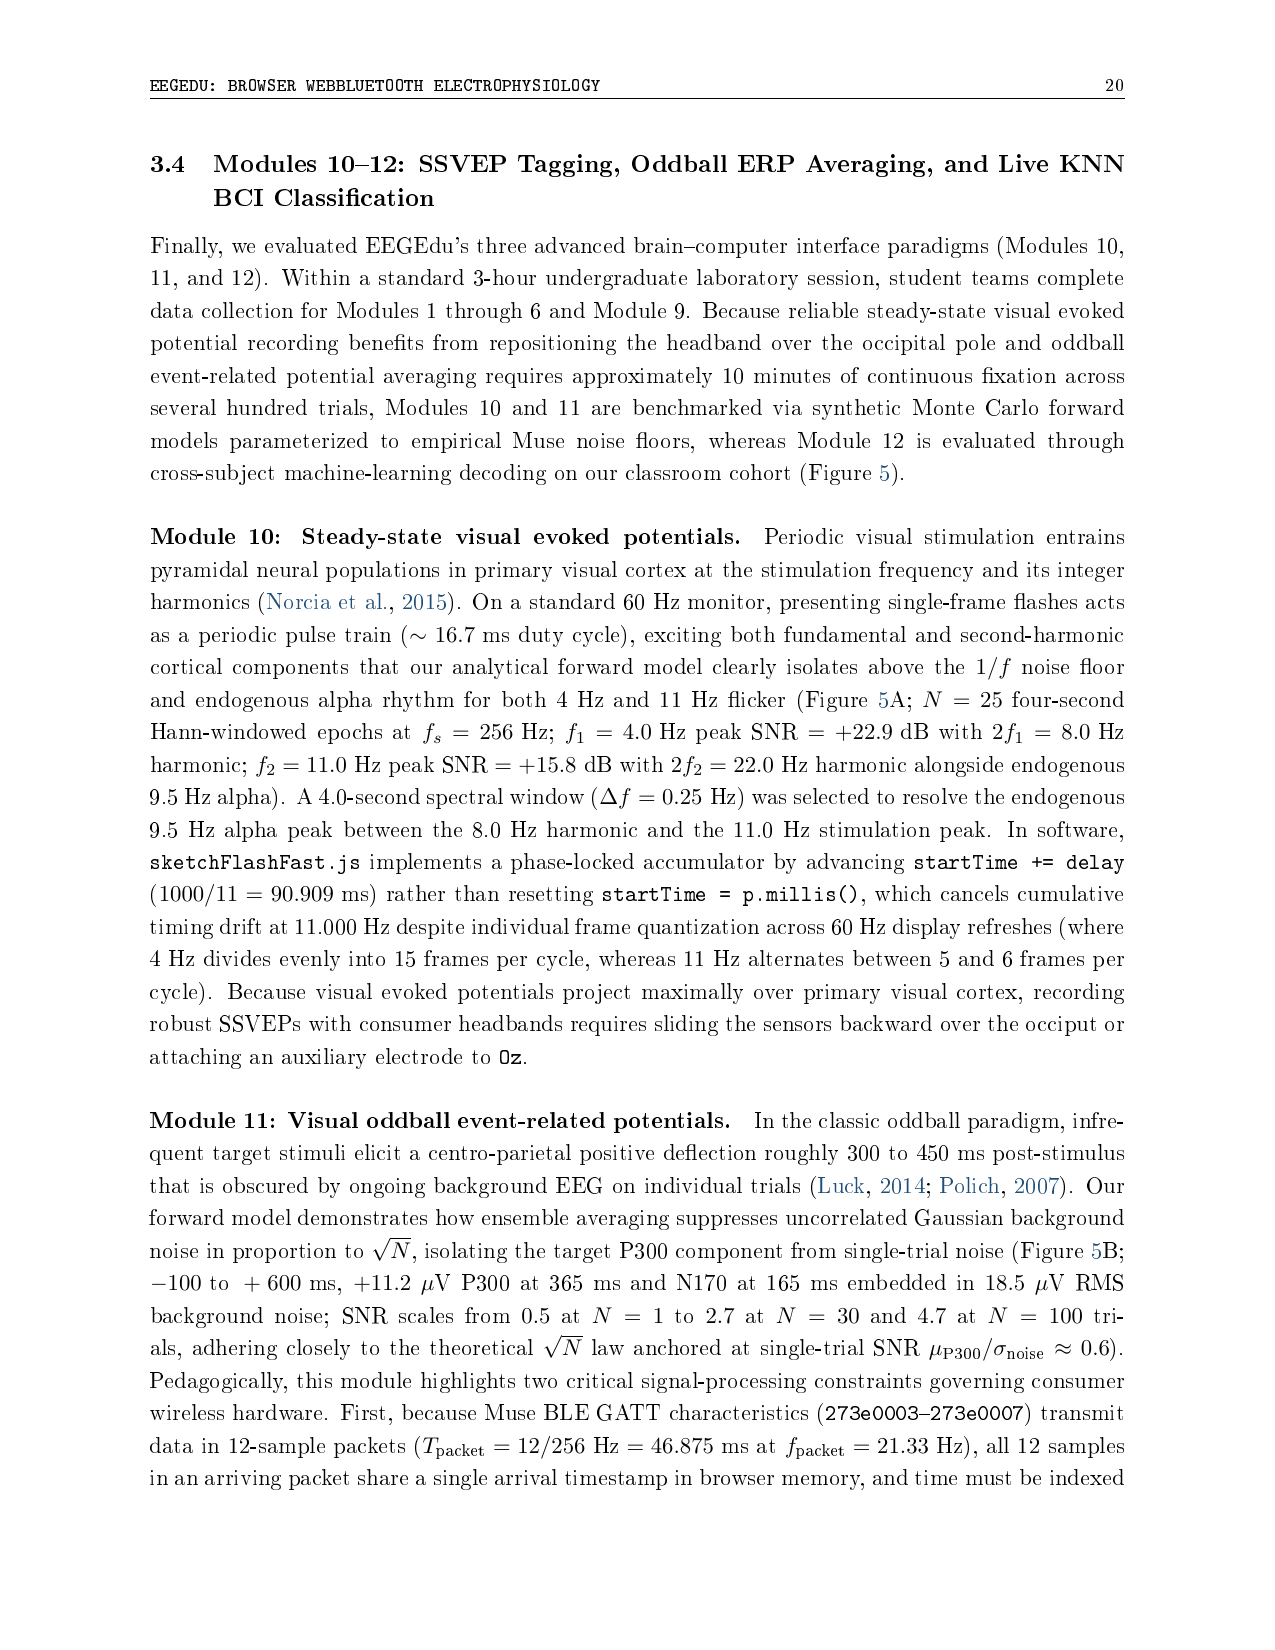 EEGEDU: BROWSER WEBBLUETOOTH ELECTROPHYSIOLOGY 20
3.4 Modules 10–12: SSVEP Tagging, Oddball ERP Averaging, and Live KNN
BCI Classification
Finally, we evaluated EEGEdu's three advanced brain–computer interface paradigms (Modules 10,
11, and 12). Within a standard 3-hour undergraduate laboratory session, student teams complete
data collection for Modules 1 through 6 and Module 9. Because reliable steady-state visual evoked
potential recording benefits from repositioning the headband over the occipital pole and oddball
event-related potential averaging requires approximately 10 minutes of continuous fixation across
several hundred trials, Modules 10 and 11 are benchmarked via synthetic Monte Carlo forward
models parameterized to empirical Muse noise floors, whereas Module 12 is evaluated through
cross-subject machine-learning decoding on our classroom cohort (Figure 5).
Module 10: Steady-state visual evoked potentials. Periodic visual stimulation entrains
pyramidal neural populations in primary visual cortex at the stimulation frequency and its integer
harmonics (Norcia et al., 2015). On a standard 60 Hz monitor, presenting single-frame flashes acts
as a periodic pulse train (∼ 16.7 ms duty cycle), exciting both fundamental and second-harmonic
cortical components that our analytical forward model clearly isolates above the 1/f noise floor
and endogenous alpha rhythm for both 4 Hz and 11 Hz flicker (Figure 5A; N = 25 four-second
Hann-windowed epochs at fₛ = 256 Hz; f₁ = 4.0 Hz peak SNR = +22.9 dB with 2f₁ = 8.0 Hz
harmonic; f₂ = 11.0 Hz peak SNR = +15.8 dB with 2f₂ = 22.0 Hz harmonic alongside endogenous
9.5 Hz alpha). A 4.0-second spectral window (Δf = 0.25 Hz) was selected to resolve the endogenous
9.5 Hz alpha peak between the 8.0 Hz harmonic and the 11.0 Hz stimulation peak. In software,
sketchFlashFast.js implements a phase-locked accumulator by advancing startTime += delay
(1000/11 = 90.909 ms) rather than resetting startTime = p.millis(), which cancels cumulative
timing drift at 11.000 Hz despite individual frame quantization across 60 Hz display refreshes (where
4 Hz divides evenly into 15 frames per cycle, whereas 11 Hz alternates between 5 and 6 frames per
cycle). Because visual evoked potentials project maximally over primary visual cortex, recording
robust SSVEPs with consumer headbands requires sliding the sensors backward over the occiput or
attaching an auxiliary electrode to Oz.
Module 11: Visual oddball event-related potentials. In the classic oddball paradigm, infre-
quent target stimuli elicit a centro-parietal positive deflection roughly 300 to 450 ms post-stimulus
that is obscured by ongoing background EEG on individual trials (Luck, 2014; Polich, 2007). Our
forward model demonstrates how ensemble averaging suppresses uncorrelated Gaussian background
noise in proportion to √N, isolating the target P300 component from single-trial noise (Figure 5B;
−100 to + 600 ms, +11.2 μV P300 at 365 ms and N170 at 165 ms embedded in 18.5 μV RMS
background noise; SNR scales from 0.5 at N = 1 to 2.7 at N = 30 and 4.7 at N = 100 tri-
als, adhering closely to the theoretical √N law anchored at single-trial SNR μP300/σnoise ≈ 0.6).
Pedagogically, this module highlights two critical signal-processing constraints governing consumer
wireless hardware. First, because Muse BLE GATT characteristics (273e0003–273e0007) transmit
data in 12-sample packets (Tpacket = 12/256 Hz = 46.875 ms at fpacket = 21.33 Hz), all 12 samples
in an arriving packet share a single arrival timestamp in browser memory, and time must be indexed